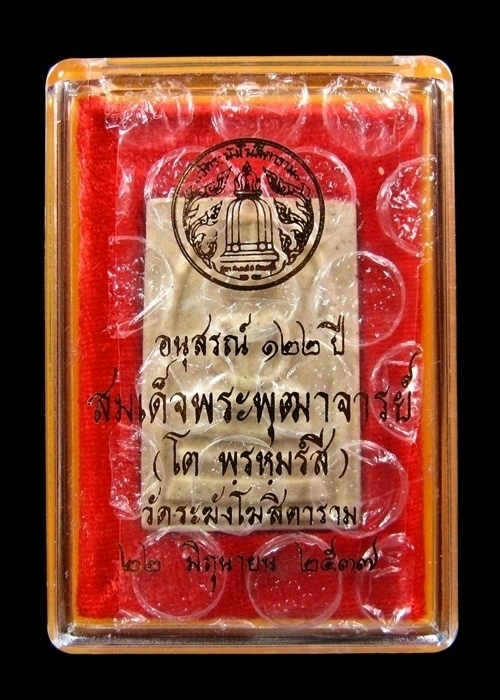 อนุสรณ์ ๑๒๒ ปี
สมเด็จพระพุฒาจารย์
(โต พรหมรํสี)
วัดระฆังโฆสิตาราม
๒๒ มิถุนายน ๒๕๓๗